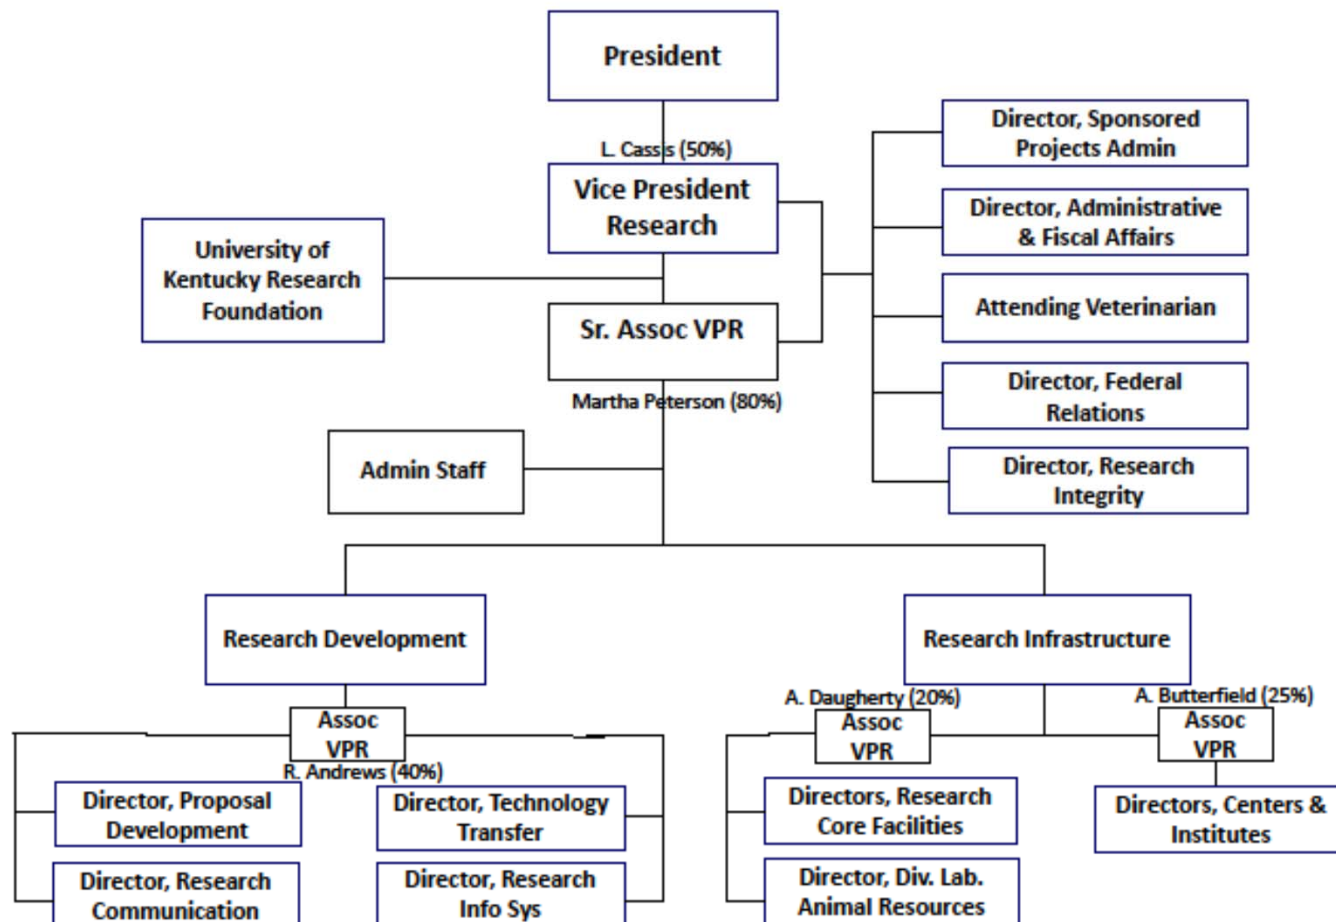 President
L. Cassis (50%)
Vice President
Research
University of
Kentucky Research
Foundation
Sr. Assoc VPR
Martha Peterson (80%)
Admin Staff
Director, Sponsored
Projects Admin
Director, Administrative
& Fiscal Affairs
Attending Veterinarian
Director, Federal
Relations
Director, Research
Integrity
Research Development
Assoc
VPR
R. Andrews (40%)
Director, Proposal
Development
Director, Technology
Transfer
Director, Research
Communication
Director, Research
Info Sys
Research Infrastructure
A. Daugherty (20%)
Assoc
VPR
A. Butterfield (25%)
Assoc
VPR
Directors, Research
Core Facilities
Directors, Centers &
Institutes
Director, Div. Lab.
Animal Resources